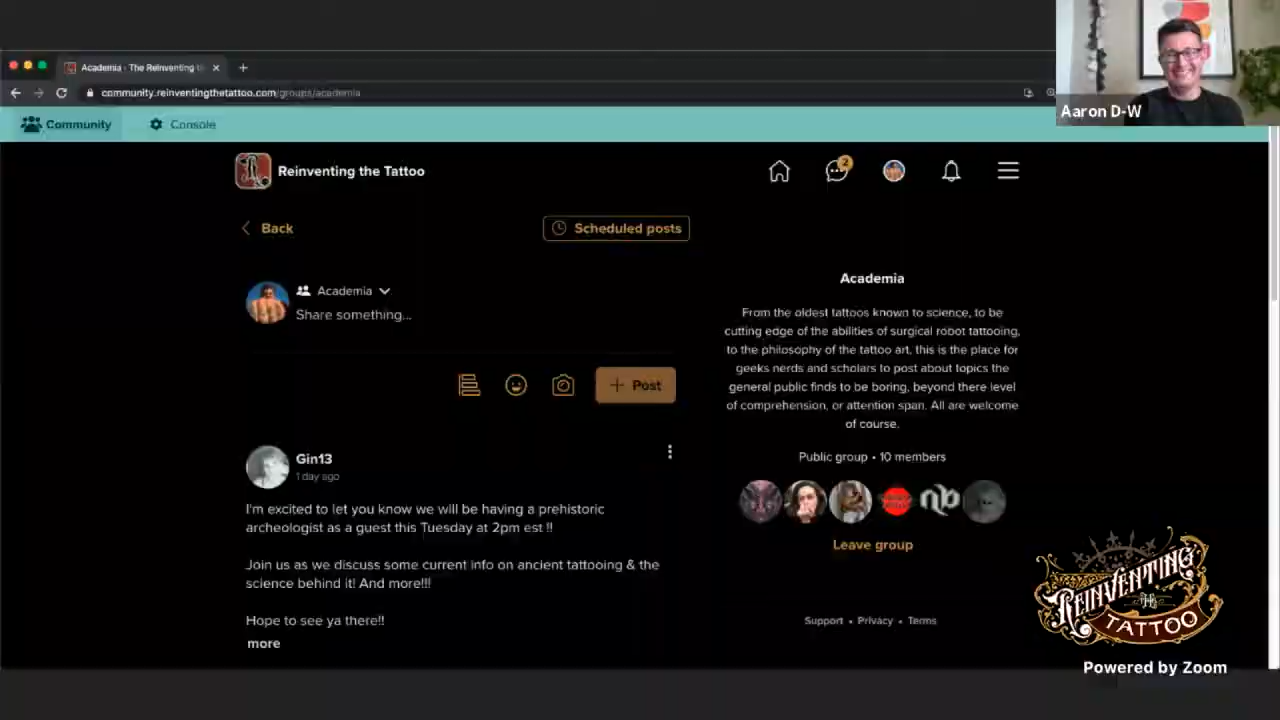 Academia - The Reinventing th
community.reinventingthetattoo.com/groups/academia
Aaron D-W
Community
Console
Reinventing the Tattoo
2
Back
Scheduled posts
Academia
Share something...
Post
Gin13
1 day ago
I'm excited to let you know we will be having a prehistoric
archeologist as a guest this Tuesday at 2pm est !!
Join us as we discuss some current info on ancient tattooing & the
science behind it! And more!!!
Hope to see ya there!!
more
Academia
From the oldest tattoos known to science, to be
cutting edge of the abilities of surgical robot tattooing,
to the philosophy of the tattoo art, this is the place for
geeks nerds and scholars to post about topics the
general public finds to be boring, beyond there level
of comprehension, or attention span. All are welcome
of course.
Public group • 10 members
Leave group
Support • Privacy • Terms
REINVENTING
THE
TATTOO
Powered by Zoom